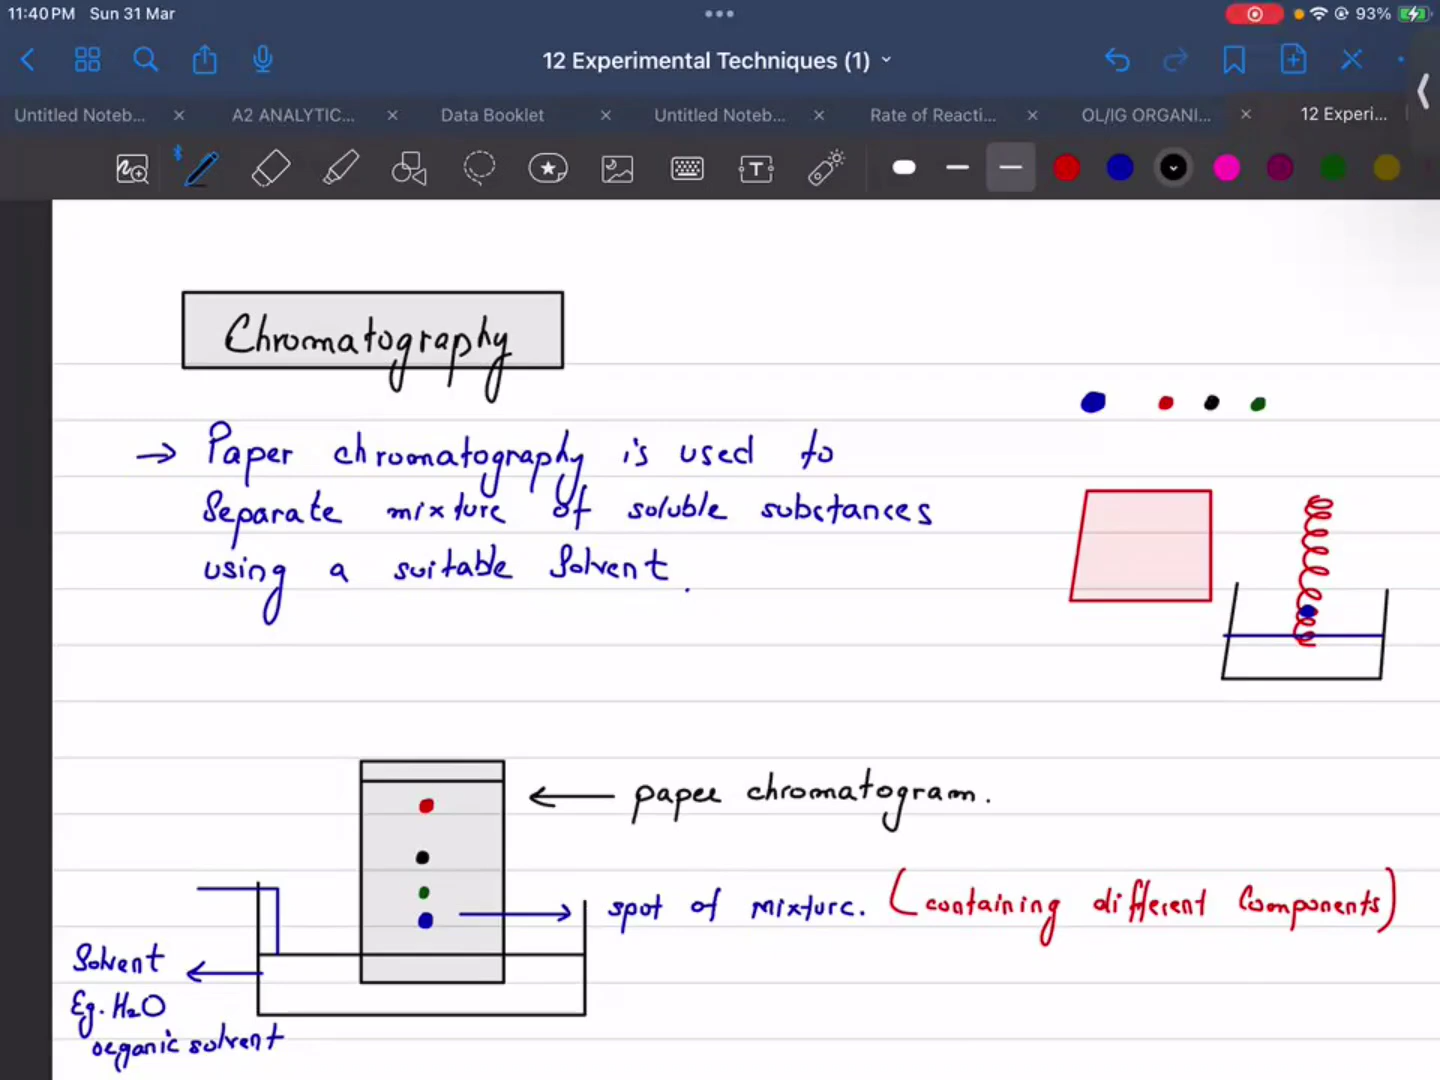 11:40 PM Sun 31 Mar 93%
12 Experimental Techniques (1)
Untitled Noteb... A2 ANALYTIC... Data Booklet Untitled Noteb... Rate of Reacti... OL/IG ORGANI... 12 Experi...
T
Chromatography
→ Paper chromatography is used to
separate mixture of soluble substances
using a suitable solvent.
← paper chromatogram.
spot of mixture. (containing different components)
Solvent
Eg. H₂O
organic solvent